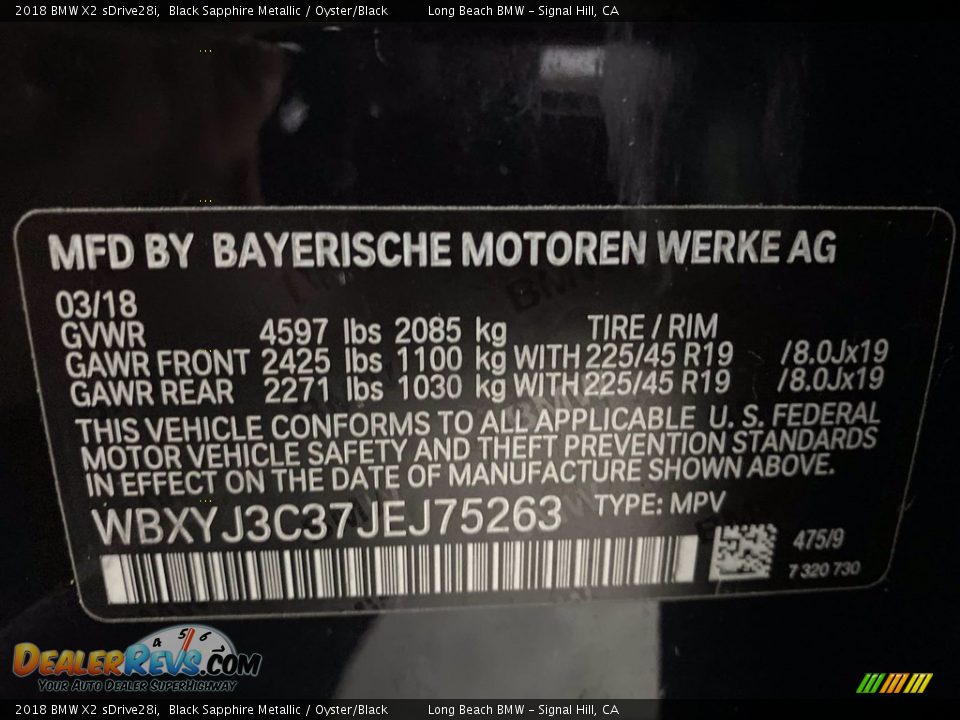 2018 BMW X2 sDrive28i, Black Sapphire Metallic / Oyster/Black Long Beach BMW - Signal Hill, CA
MFD BY BAYERISCHE MOTOREN WERKE AG
03/18
GVWR 4597 lbs 2085 kg TIRE / RIM
GAWR FRONT 2425 lbs 1100 kg WITH 225/45 R19 /8.0Jx19
GAWR REAR 2271 lbs 1030 kg WITH 225/45 R19 /8.0Jx19
THIS VEHICLE CONFORMS TO ALL APPLICABLE U. S. FEDERAL
MOTOR VEHICLE SAFETY AND THEFT PREVENTION STANDARDS
IN EFFECT ON THE DATE OF MANUFACTURE SHOWN ABOVE.
WBXYJ3C37JEJ75263 TYPE: MPV
475/9
7 320 730
4 5 6
DEALERREVS.COM
YOUR AUTO DEALER SUPERHIGHWAY
2018 BMW X2 sDrive28i, Black Sapphire Metallic / Oyster/Black Long Beach BMW - Signal Hill, CA